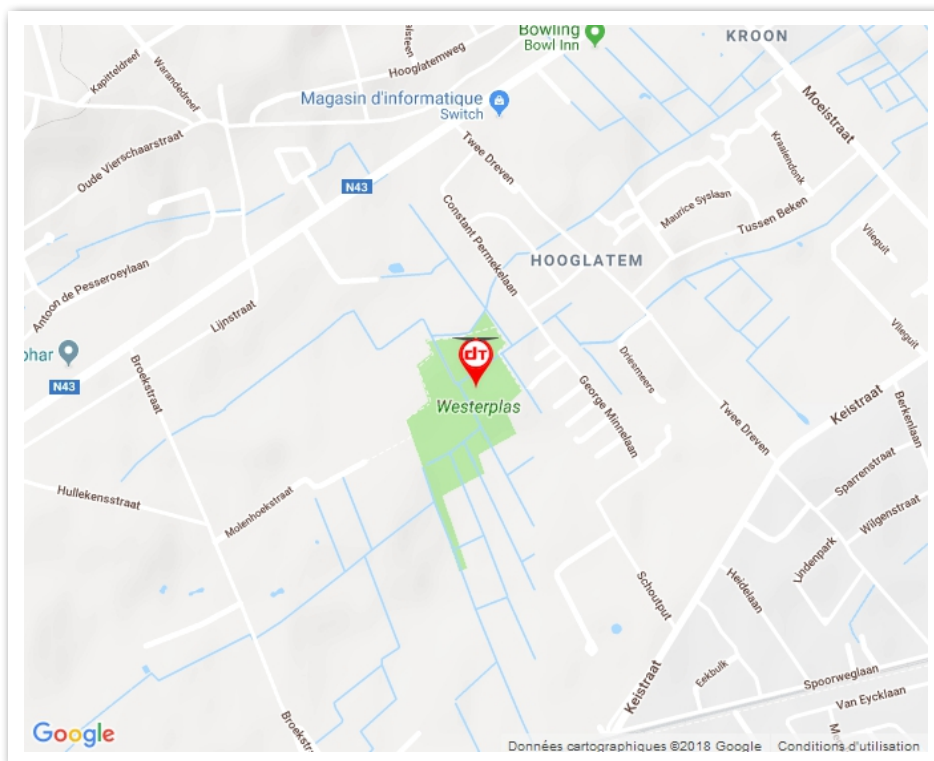 Bowling
Bowl Inn
KROON
Hooglatemweg
Kapitteldreef
Warandedreef
Magasin d'informatique
Switch
Moeistraat
Oude Vierschaarstraat
Twee Dreven
Kraaiendonk
N43
Maurice Syslaan
Constant Permekelaan
Tussen Beken
Vlieguit
HOOGLATEM
Antoon de Pesseroeylaan
Lijnstraat
Vlieguit
dT
Driesmeers
N43
Broekstraat
Westerplas
George Minnelaan
Twee Dreven
Keistraat
Berkenlaan
Sparrenstraat
Hullekensstraat
Molenhoekstraat
Wilgenstraat
Lindenpark
Heidelaan
Schoutput
Eekbulk
Spoorweglaan
Keistraat
Van Eycklaan
Google
Données cartographiques ©2018 Google
Conditions d'utilisation